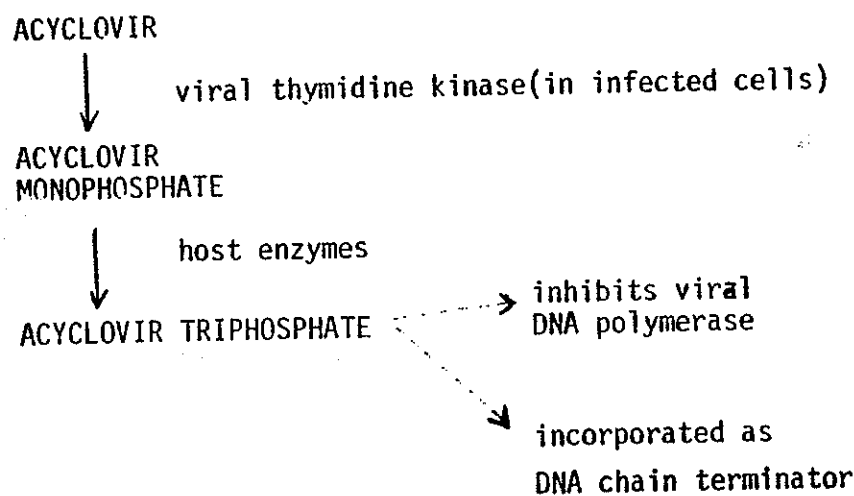 ACYCLOVIR
viral thymidine kinase(in infected cells)
ACYCLOVIR
MONOPHOSPHATE
host enzymes
ACYCLOVIR TRIPHOSPHATE
inhibits viral
DNA polymerase
incorporated as
DNA chain terminator